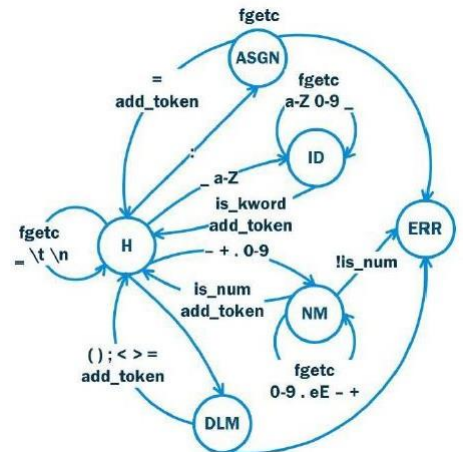 fgetc
ASGN
=
add_token
fgetc
a-Z 0-9 _
:
ID
_ a-Z
is_kword
add_token
ERR
fgetc
_ \t \n
H
- + . 0-9
!is_num
is_num
add_token
NM
( ) ; < > =
add_token
fgetc
0-9 . eE - +
DLM